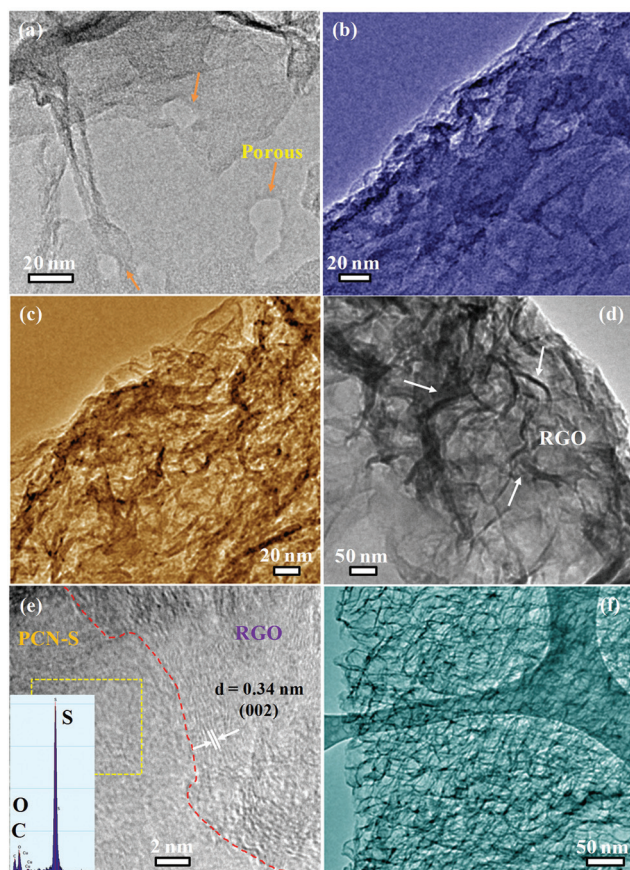 (a)
Porous
20 nm
(b)
20 nm
(c)
20 nm
(d)
RGO
50 nm
(e)
PCN-S
RGO
d = 0.34 nm
(002)
S
O
C
2 nm
(f)
50 nm